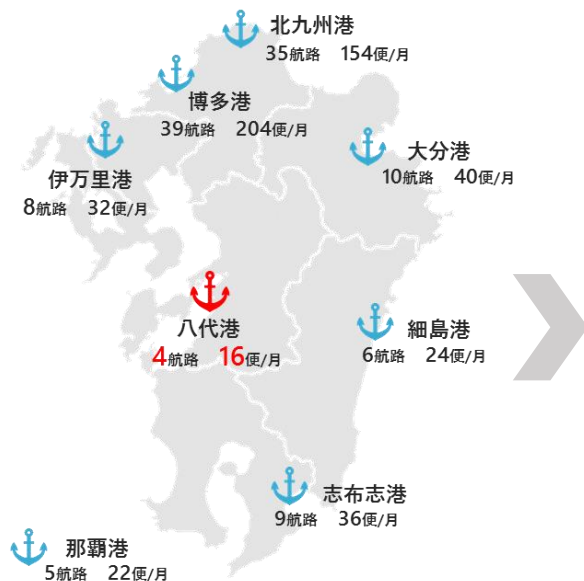 北九州港
35航路 154便/月
博多港
39航路 204便/月
大分港
10航路 40便/月
伊万里港
8航路 32便/月
八代港
4航路 16便/月
細島港
6航路 24便/月
志布志港
9航路 36便/月
那覇港
5航路 22便/月